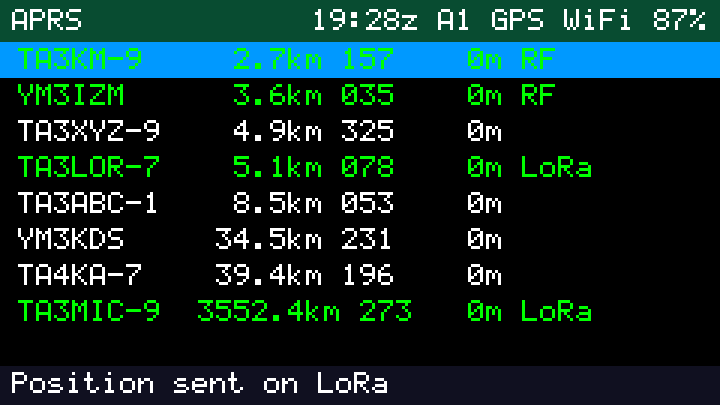 APRS 19:28z A1 GPS WiFi 87%
TA3KM-9 2.7km 157 0m RF
YM3IZM 3.6km 035 0m RF
TA3XYZ-9 4.9km 325 0m
TA3LOR-7 5.1km 078 0m LoRa
TA3ABC-1 8.5km 053 0m
YM3KDS 34.5km 231 0m
TA4KA-7 39.4km 196 0m
TA3MIC-9 3552.4km 273 0m LoRa
Position sent on LoRa